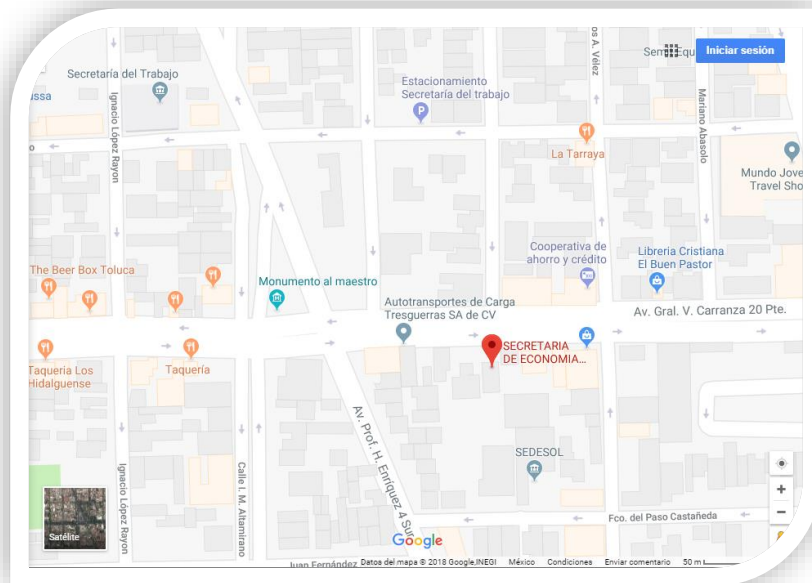 Iniciar sesión
Secretaría del Trabajo
Estacionamiento
Secretaría del trabajo
Ignacio López Rayon
Mariano Abasolo
La Tarraya
Mundo Jove
Travel Sho
Cooperativa de
ahorro y crédito
Libreria Cristiana
El Buen Pastor
The Beer Box Toluca
Monumento al maestro
Autotransportes de Carga
Tresguerras SA de CV
Av. Gral. V. Carranza 20 Pte.
SECRETARIA
DE ECONOMIA...
Taqueria Los
Hidalguense
Taquería
Av. Prof. H. Enríquez 4 Sur
SEDESOL
Ignacio López Rayon
Calle I. M. Altamirano
Satélite
Fco. del Paso Castañeda
Google
Juan Fernández
Datos del mapa © 2018 Google,INEGI México Condiciones Enviar comentario 50 m